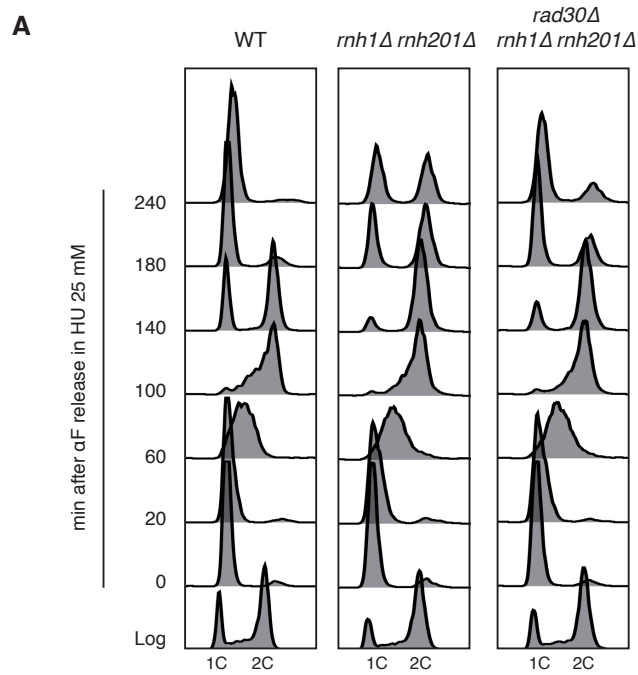 A
WT
rnh1Δ rnh201Δ
rad30Δ
rnh1Δ rnh201Δ
min after αF release in HU 25 mM
240
180
140
100
60
20
0
Log
1C 2C 1C 2C 1C 2C